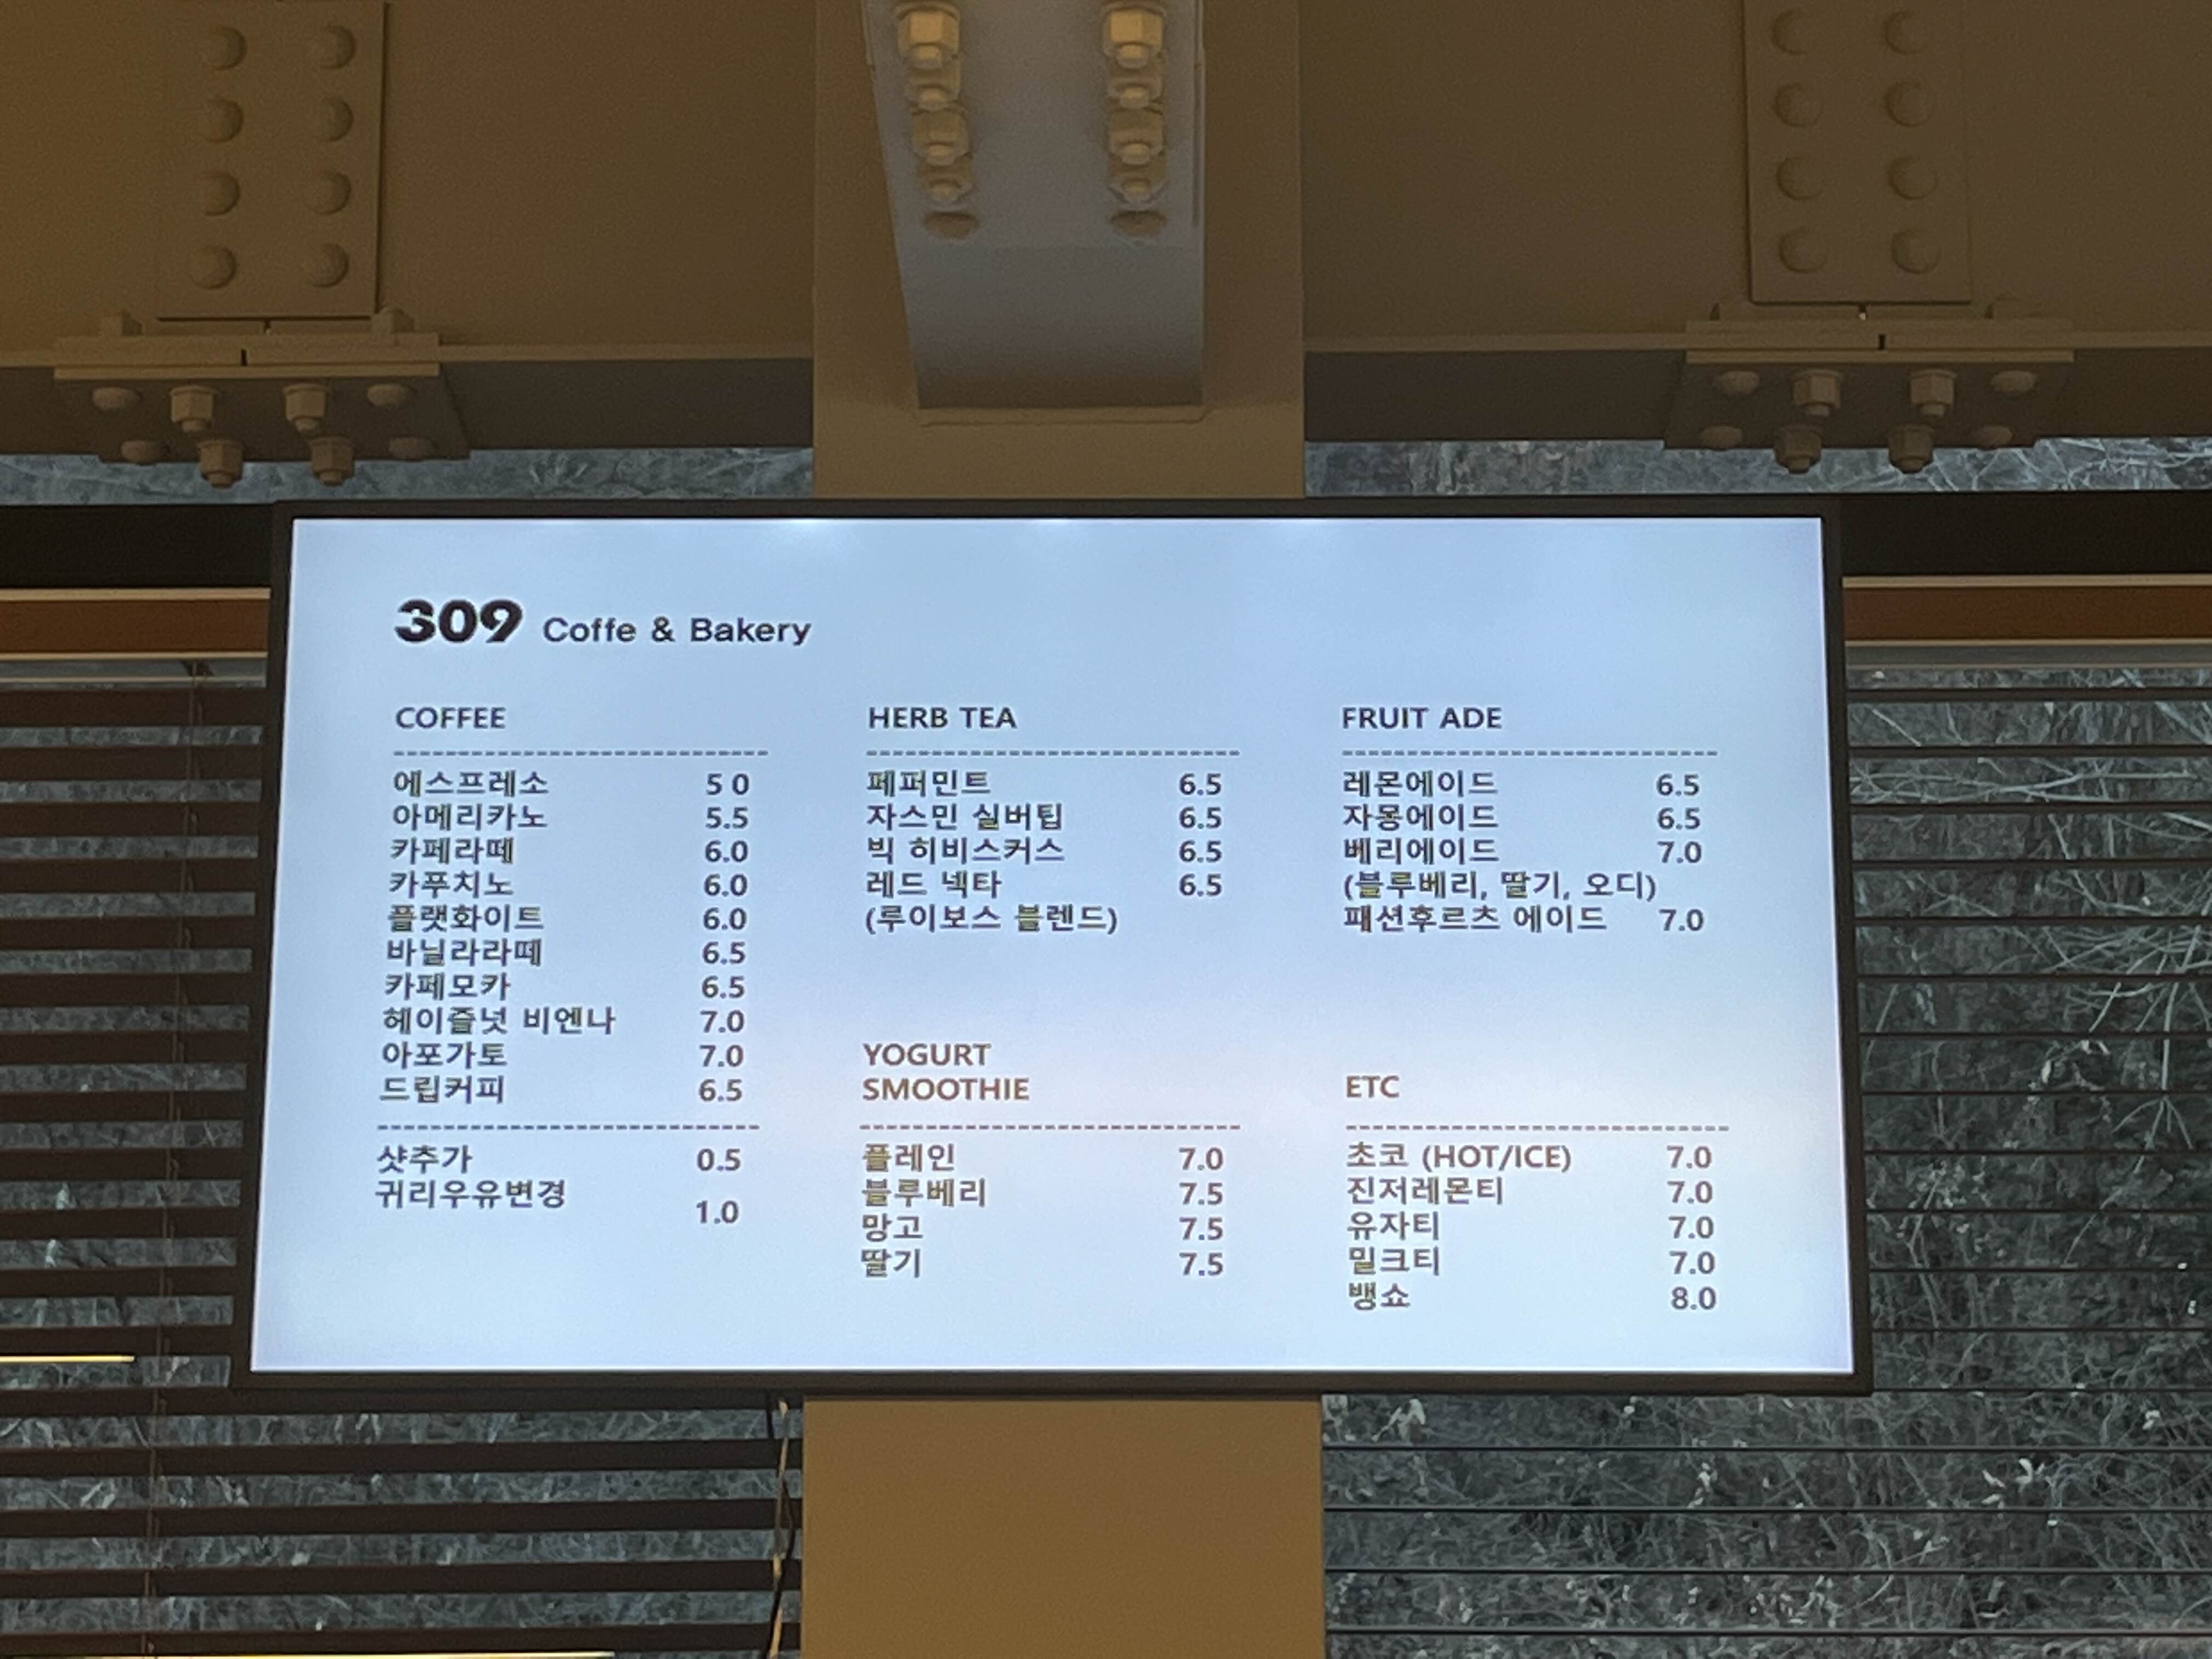 309 Coffe & Bakery
COFFEE
에스프레소 5 0
아메리카노 5.5
카페라떼 6.0
카푸치노 6.0
플랫화이트 6.0
바닐라라떼 6.5
카페모카 6.5
헤이즐넛 비엔나 7.0
아포가토 7.0
드립커피 6.5
샷추가 0.5
귀리우유변경 1.0
HERB TEA
페퍼민트 6.5
자스민 실버팁 6.5
빅 히비스커스 6.5
레드 넥타 6.5
(루이보스 블렌드)
YOGURT
SMOOTHIE
플레인 7.0
블루베리 7.5
망고 7.5
딸기 7.5
FRUIT ADE
레몬에이드 6.5
자몽에이드 6.5
베리에이드 7.0
(블루베리, 딸기, 오디)
패션후르츠 에이드 7.0
ETC
초코 (HOT/ICE) 7.0
진저레몬티 7.0
유자티 7.0
밀크티 7.0
뱅쇼 8.0